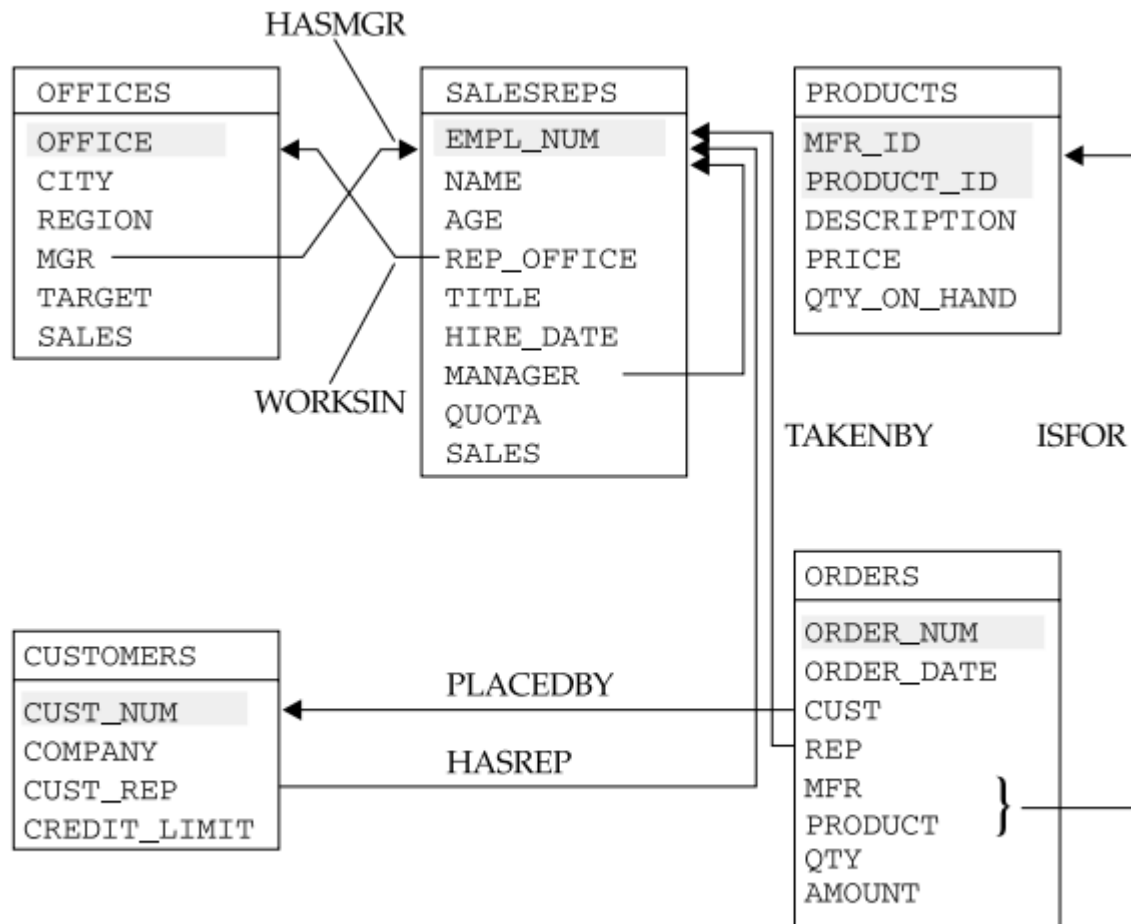 HASMGR
OFFICES
OFFICE
CITY
REGION
MGR
TARGET
SALES
WORKSIN
SALESREPS
EMPL_NUM
NAME
AGE
REP_OFFICE
TITLE
HIRE_DATE
MANAGER
QUOTA
SALES
PRODUCTS
MFR_ID
PRODUCT_ID
DESCRIPTION
PRICE
QTY_ON_HAND
TAKENBY
ISFOR
CUSTOMERS
CUST_NUM
COMPANY
CUST_REP
CREDIT_LIMIT
PLACEDBY
HASREP
ORDERS
ORDER_NUM
ORDER_DATE
CUST
REP
MFR
PRODUCT
}
QTY
AMOUNT